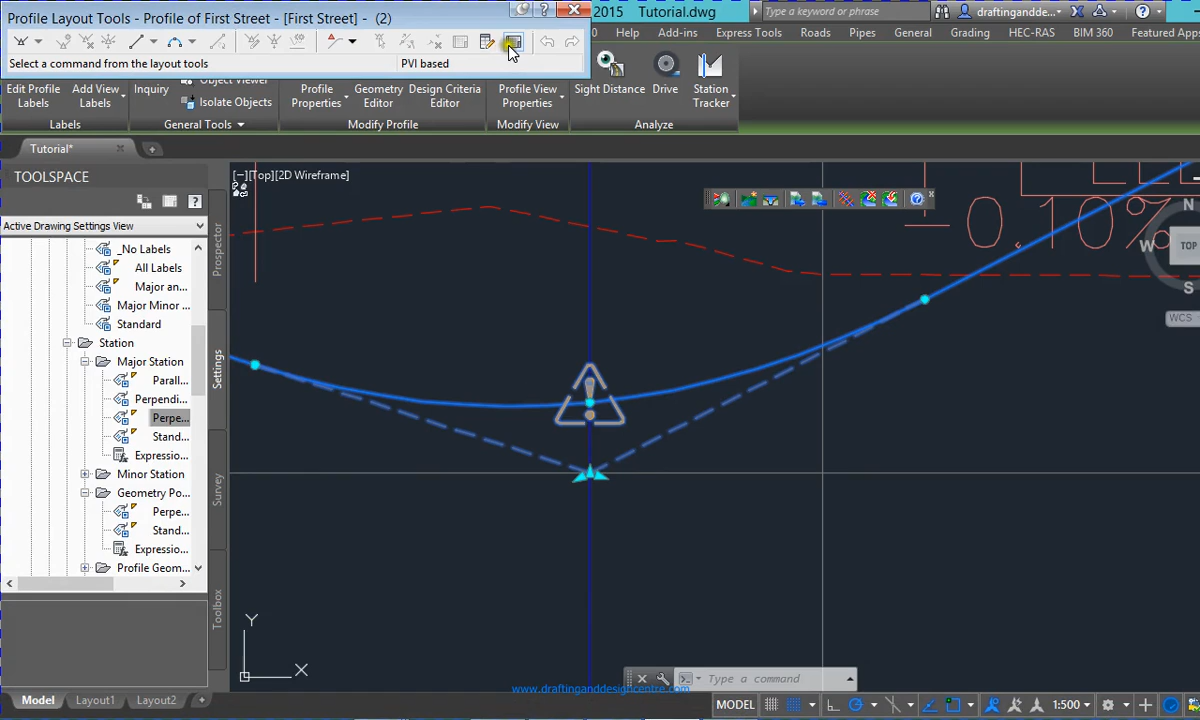 Profile Layout Tools - Profile of First Street - [First Street] - (2)
2015 Tutorial.dwg
Type a keyword or phrase
draftinganddes...
Select a command from the layout tools
PVI based
Help
Add-ins
Express Tools
Roads
Pipes
General
Grading
HEC-RAS
BIM 360
Performance
Edit Profile Labels
Add View Labels
Inquiry
Object Viewer
Isolate Objects
Profile Properties
Geometry Editor
Design Criteria Editor
Profile View Properties
Sight Distance
Drive
Station Tracker
Labels
General Tools
Modify Profile
Modify View
Analyze
Tutorial*
TOOLSPACE
Active Drawing Settings View
_No Labels
All Labels
Major an...
Major Minor ...
Standard
Station
Major Station
Parall...
Perpendi...
Perpe...
Stand...
Expressio...
Minor Station
Geometry Po...
Perpe...
Stand...
Expressio...
Profile Geom...
Prospector
Settings
Survey
Toolbox
[−][Top][2D Wireframe]
−0.10%
N
W
TOP
S
WCS
Y
X
Type a command
www.draftinganddesigncentre.com
Model
Layout1
Layout2
MODEL
1:500